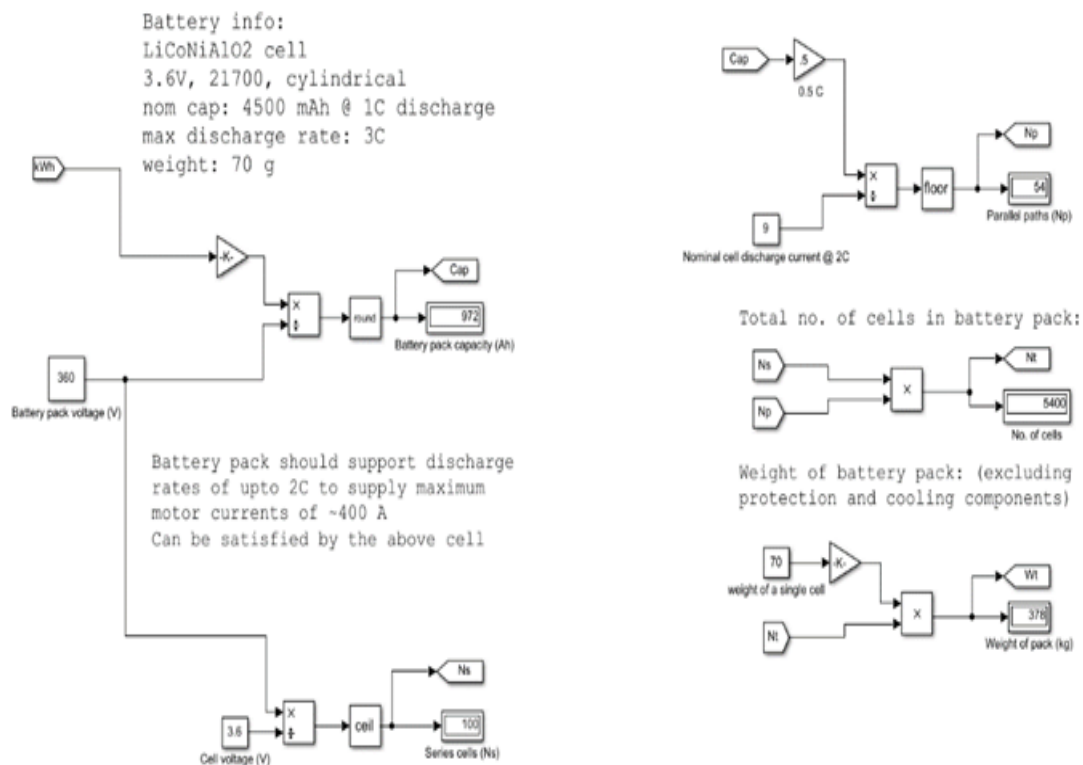 Battery info:
LiCoNiAlO2 cell
3.6V, 21700, cylindrical
nom cap: 4500 mAh @ 1C discharge
max discharge rate: 3C
weight: 70 g
kWh
-K-
×
÷
round
Cap
972
Battery pack capacity (Ah)
360
Battery pack voltage (V)
Battery pack should support discharge
rates of upto 2C to supply maximum
motor currents of ~400 A
Can be satisfied by the above cell
3.6
Cell voltage (V)
×
÷
ceil
Ns
100
Series cells (Ns)
Cap
.5
0.5 C
9
Nominal cell discharge current @ 2C
×
÷
floor
Np
54
Parallel paths (Np)
Total no. of cells in battery pack:
Ns
Np
×
Nt
5400
No. of cells
Weight of battery pack: (excluding
protection and cooling components)
70
weight of a single cell
-K-
Nt
×
Wt
378
Weight of pack (kg)